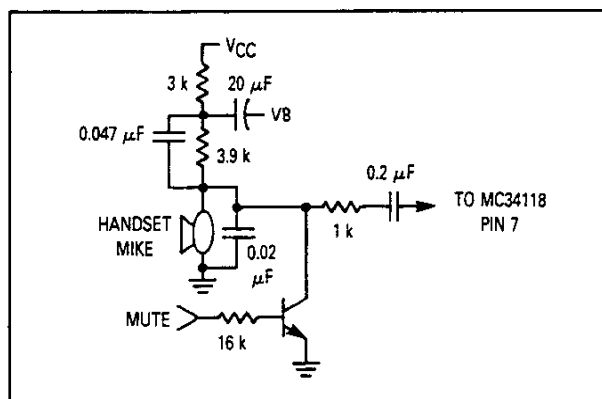 VCC
3 k
20 µF
VB
0.047 µF
3.9 k
0.2 µF
TO MC34118
PIN 7
HANDSET
MIKE
0.02
µF
1 k
MUTE
16 k